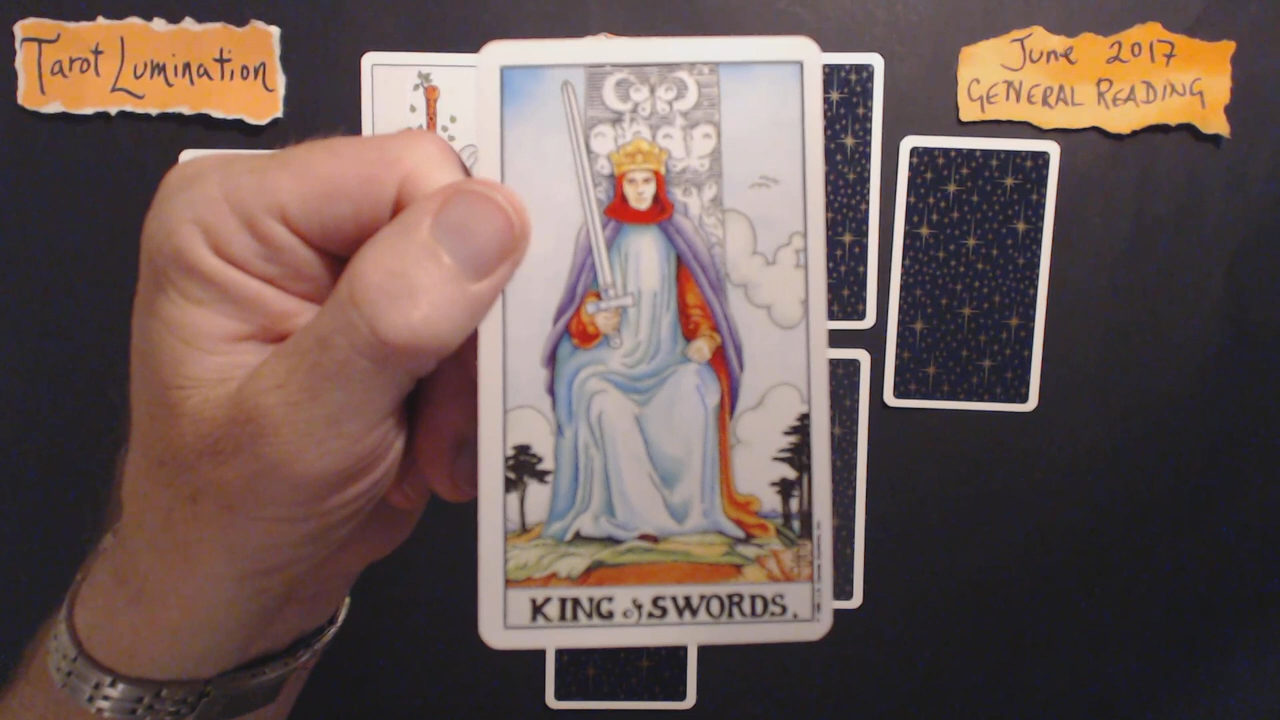 Tarot Lumination
June 2017
GENERAL READING
KING of SWORDS.